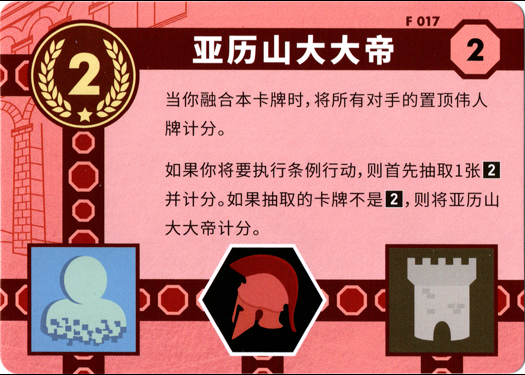 F 017
2
亚历山大大帝
2
当你融合本卡牌时，将所有对手的置顶伟人
牌计分。
如果你将要执行条例行动，则首先抽取1张2
并计分。如果抽取的卡牌不是2，则将亚历山
大大帝计分。